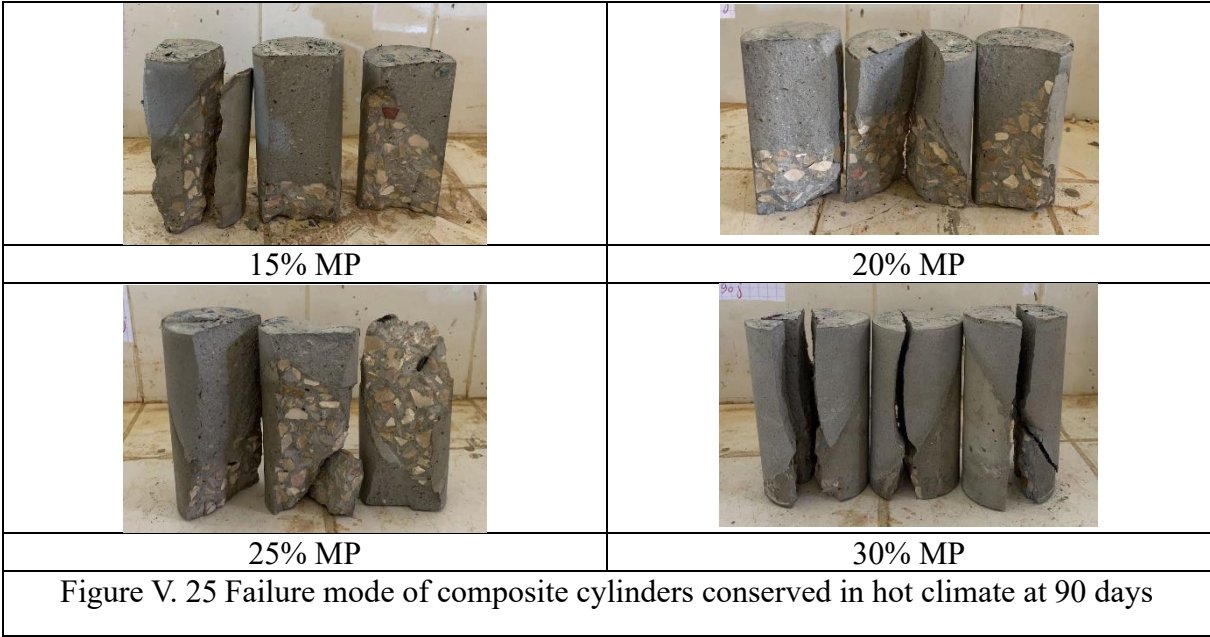 15% MP
20% MP
90j
25% MP
30% MP
Figure V. 25 Failure mode of composite cylinders conserved in hot climate at 90 days